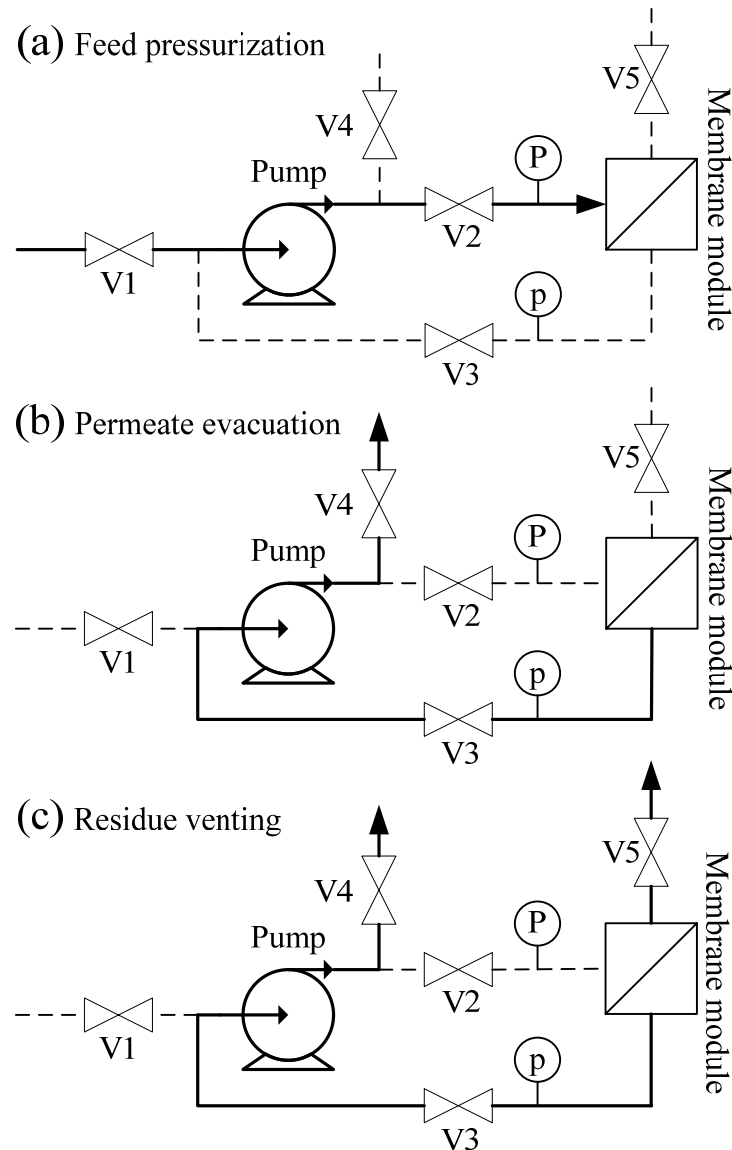 (a) Feed pressurization
V5
V4
P
Pump
V2
V1
p
V3
Membrane module
(b) Permeate evacuation
V5
V4
P
Pump
V2
V1
p
V3
Membrane module
(c) Residue venting
V5
V4
P
Pump
V2
V1
p
V3
Membrane module